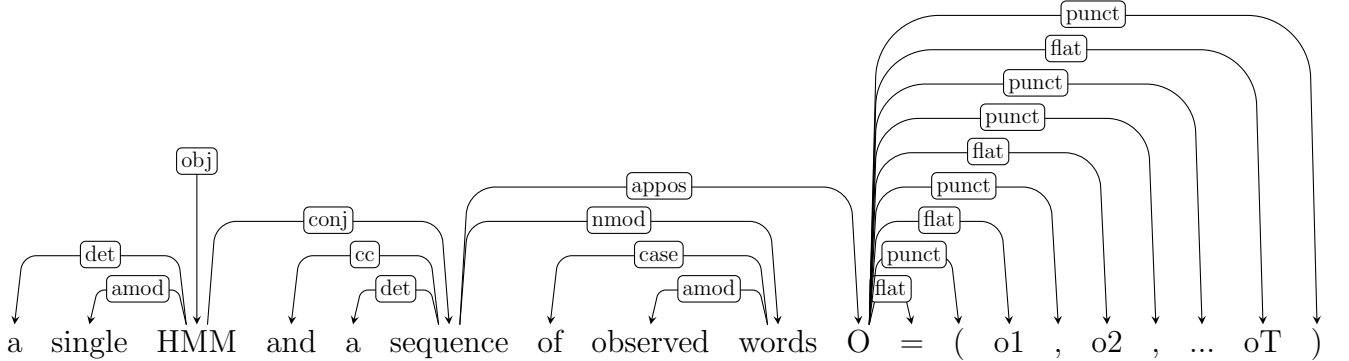 punct
flat
punct
punct
obj flat
appos punct
conj nmod flat
det cc case punct
amod det amod flat
a single HMM and a sequence of observed words O = ( o1 , o2 , ... oT )